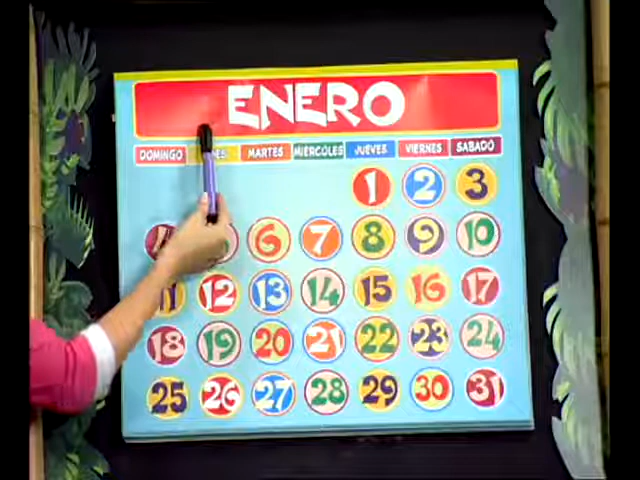 ENERO
DOMINGO MARTES MIERCOLES JUEVES VIERNES SABADO
1 2 3
6 7 8 9 10
11 12 13 14 15 16 17
18 19 20 21 22 23 24
25 26 27 28 29 30 31